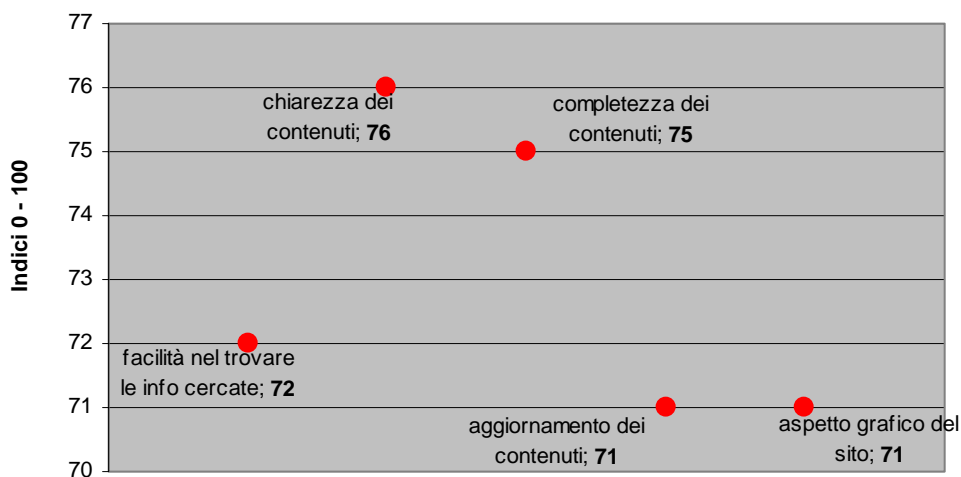 77
76
75
74
73
72
71
70
Indici 0 - 100
chiarezza dei
contenuti; 76
completezza dei
contenuti; 75
facilità nel trovare
le info cercate; 72
aggiornamento dei
contenuti; 71
aspetto grafico del
sito; 71